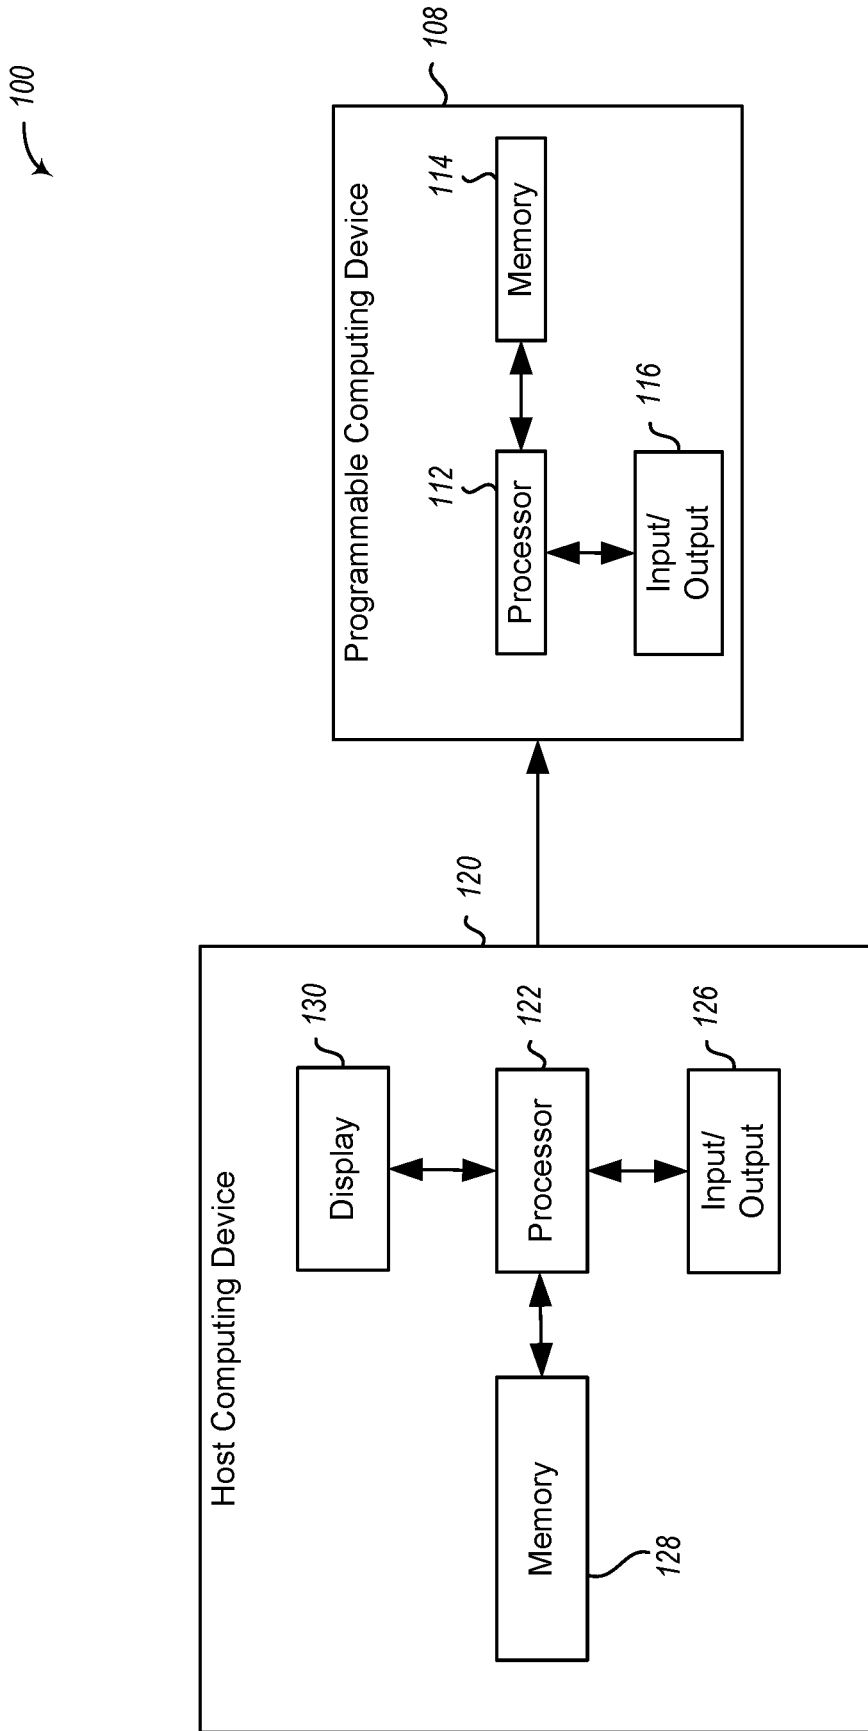 100
Host Computing Device
120
Display
130
Processor
122
Memory
128
Input/
Output
126
Programmable Computing Device
108
Processor
112
Memory
114
Input/
Output
116